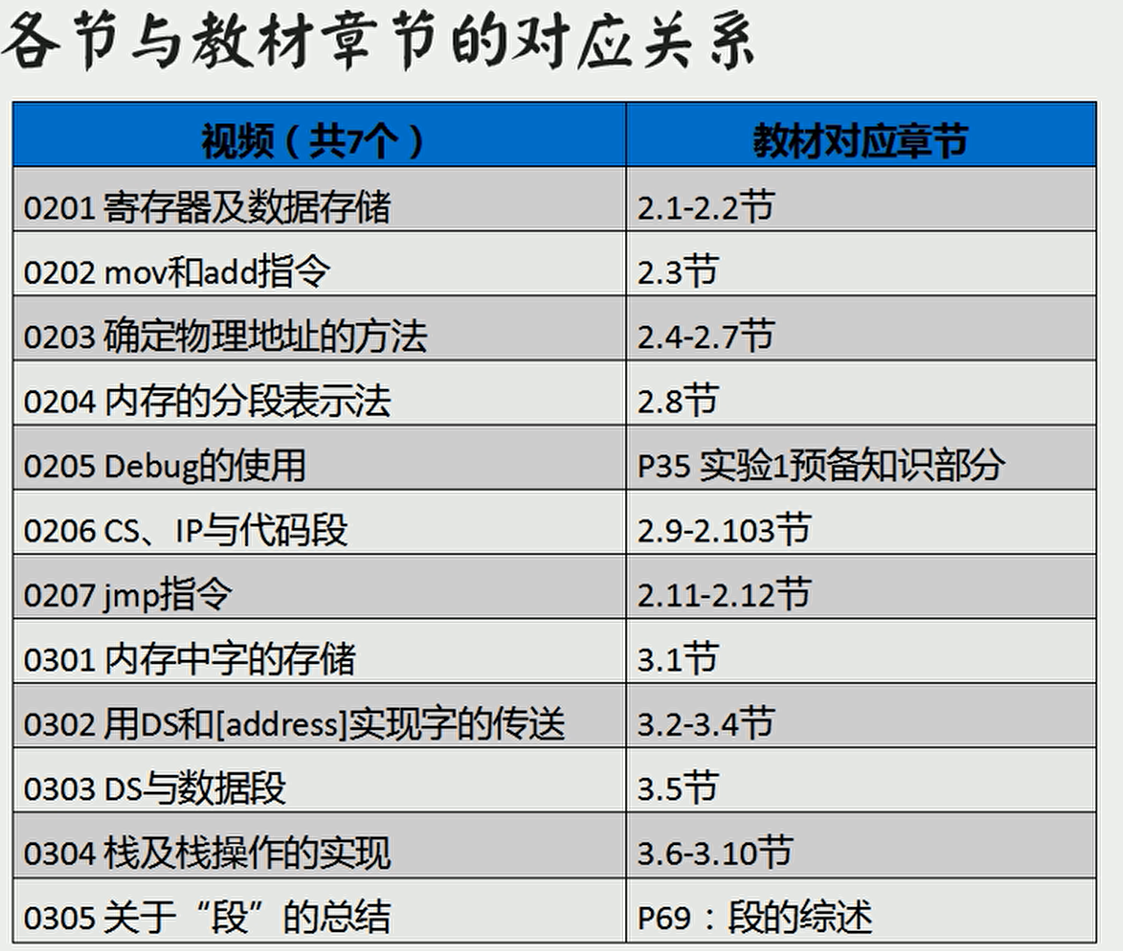 各节与教材章节的对应关系
视频（共7个） 教材对应章节
0201 寄存器及数据存储 2.1-2.2节
0202 mov和add指令 2.3节
0203 确定物理地址的方法 2.4-2.7节
0204 内存的分段表示法 2.8节
0205 Debug的使用 P35 实验1预备知识部分
0206 CS、IP与代码段 2.9-2.103节
0207 jmp指令 2.11-2.12节
0301 内存中字的存储 3.1节
0302 用DS和[address]实现字的传送 3.2-3.4节
0303 DS与数据段 3.5节
0304 栈及栈操作的实现 3.6-3.10节
0305 关于“段”的总结 P69：段的综述